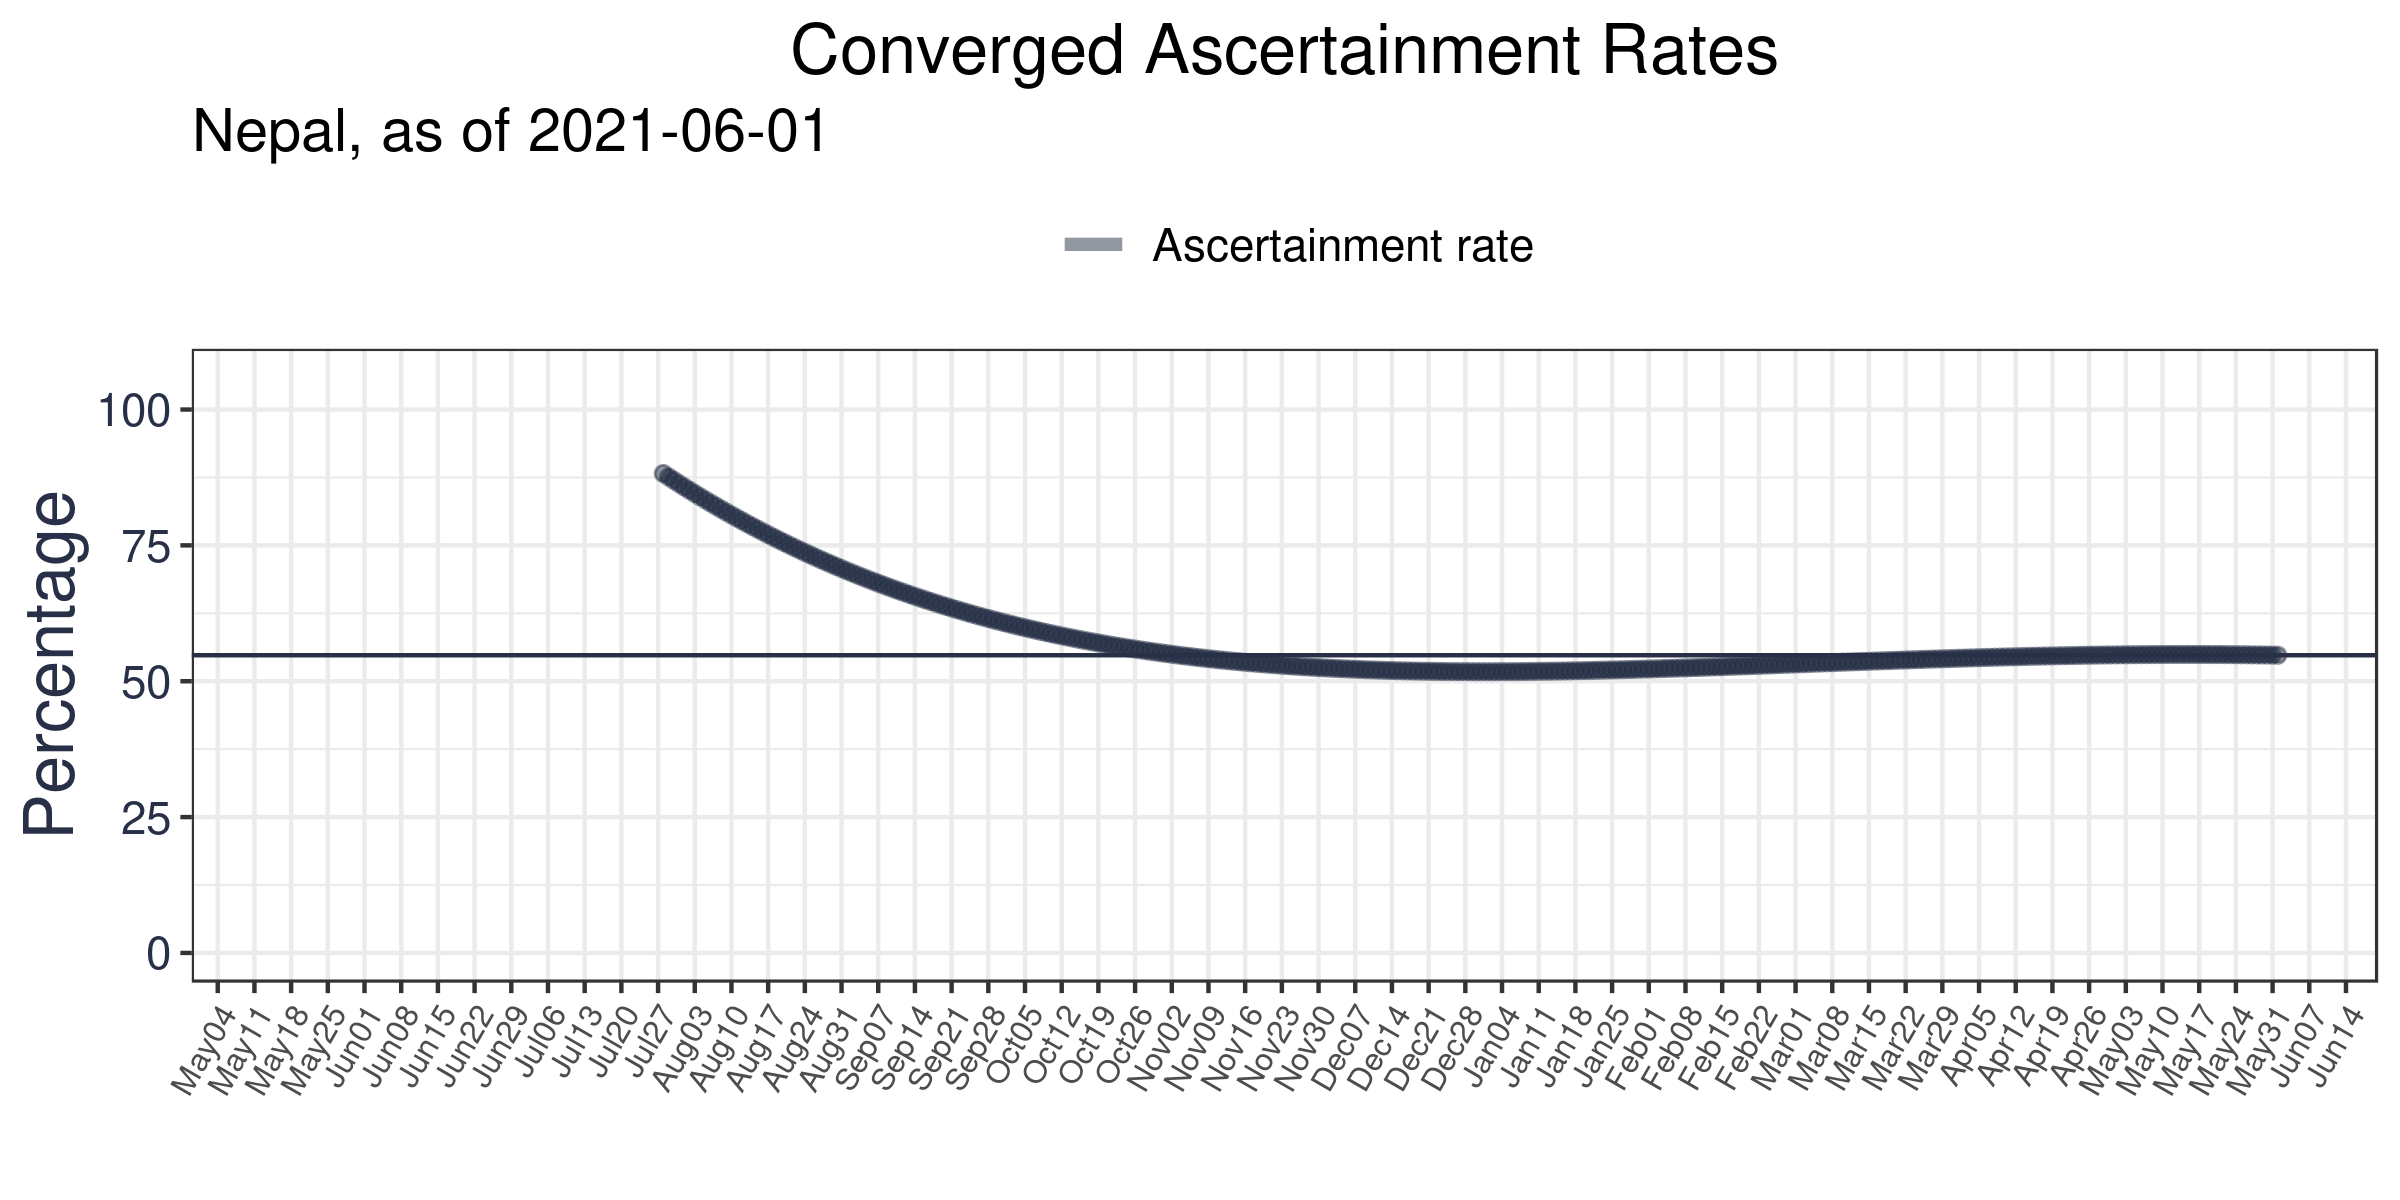 Converged Ascertainment Rates
Nepal, as of 2021-06-01
Ascertainment rate
Percentage
100
75
50
25
0
May04 May11 May18 May25 Jun01 Jun08 Jun15 Jun22 Jun29 Jul06 Jul13 Jul20 Jul27 Aug03 Aug10 Aug17 Aug24 Aug31 Sep07 Sep14 Sep21 Sep28 Oct05 Oct12 Oct19 Oct26 Nov02 Nov09 Nov16 Nov23 Nov30 Dec07 Dec14 Dec21 Dec28 Jan04 Jan11 Jan18 Jan25 Feb01 Feb08 Feb15 Feb22 Mar01 Mar08 Mar15 Mar22 Mar29 Apr05 Apr12 Apr19 Apr26 May03 May10 May17 May24 May31 Jun07 Jun14